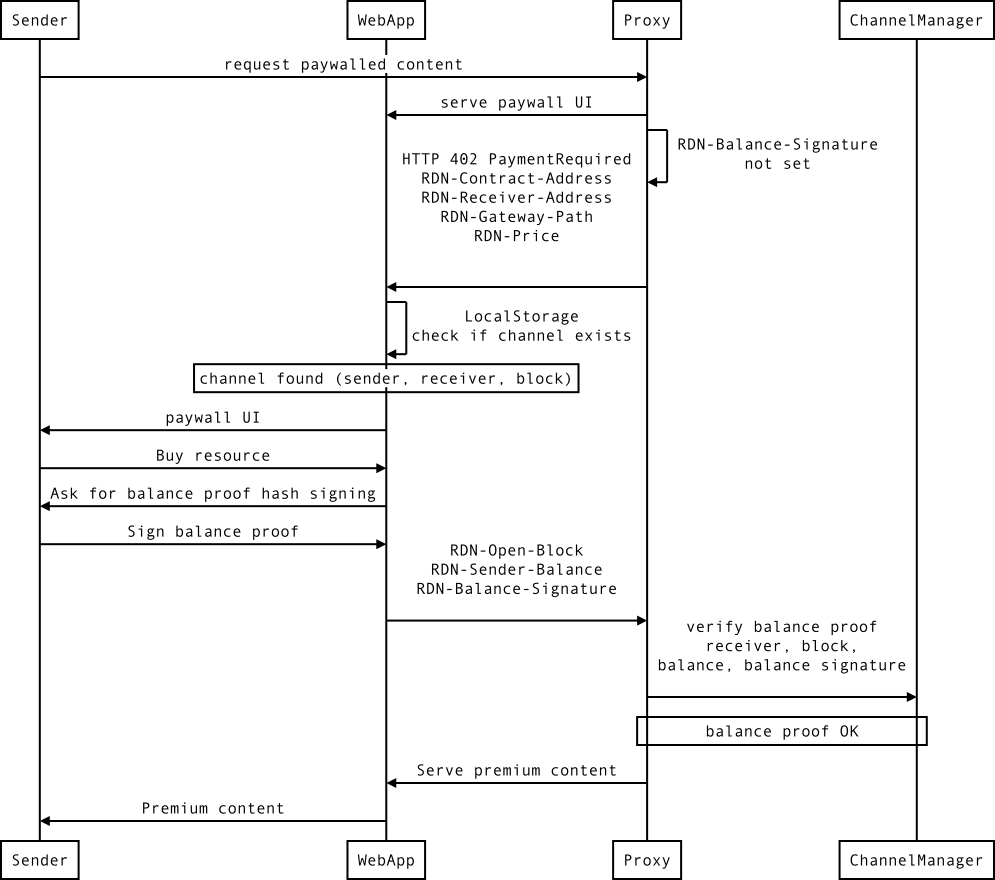 Sender
WebApp
Proxy
ChannelManager
request paywalled content
serve paywall UI
RDN-Balance-Signature
not set
HTTP 402 PaymentRequired
RDN-Contract-Address
RDN-Receiver-Address
RDN-Gateway-Path
RDN-Price
LocalStorage
check if channel exists
channel found (sender, receiver, block)
paywall UI
Buy resource
Ask for balance proof hash signing
Sign balance proof
RDN-Open-Block
RDN-Sender-Balance
RDN-Balance-Signature
verify balance proof
receiver, block,
balance, balance signature
balance proof OK
Serve premium content
Premium content
Sender
WebApp
Proxy
ChannelManager